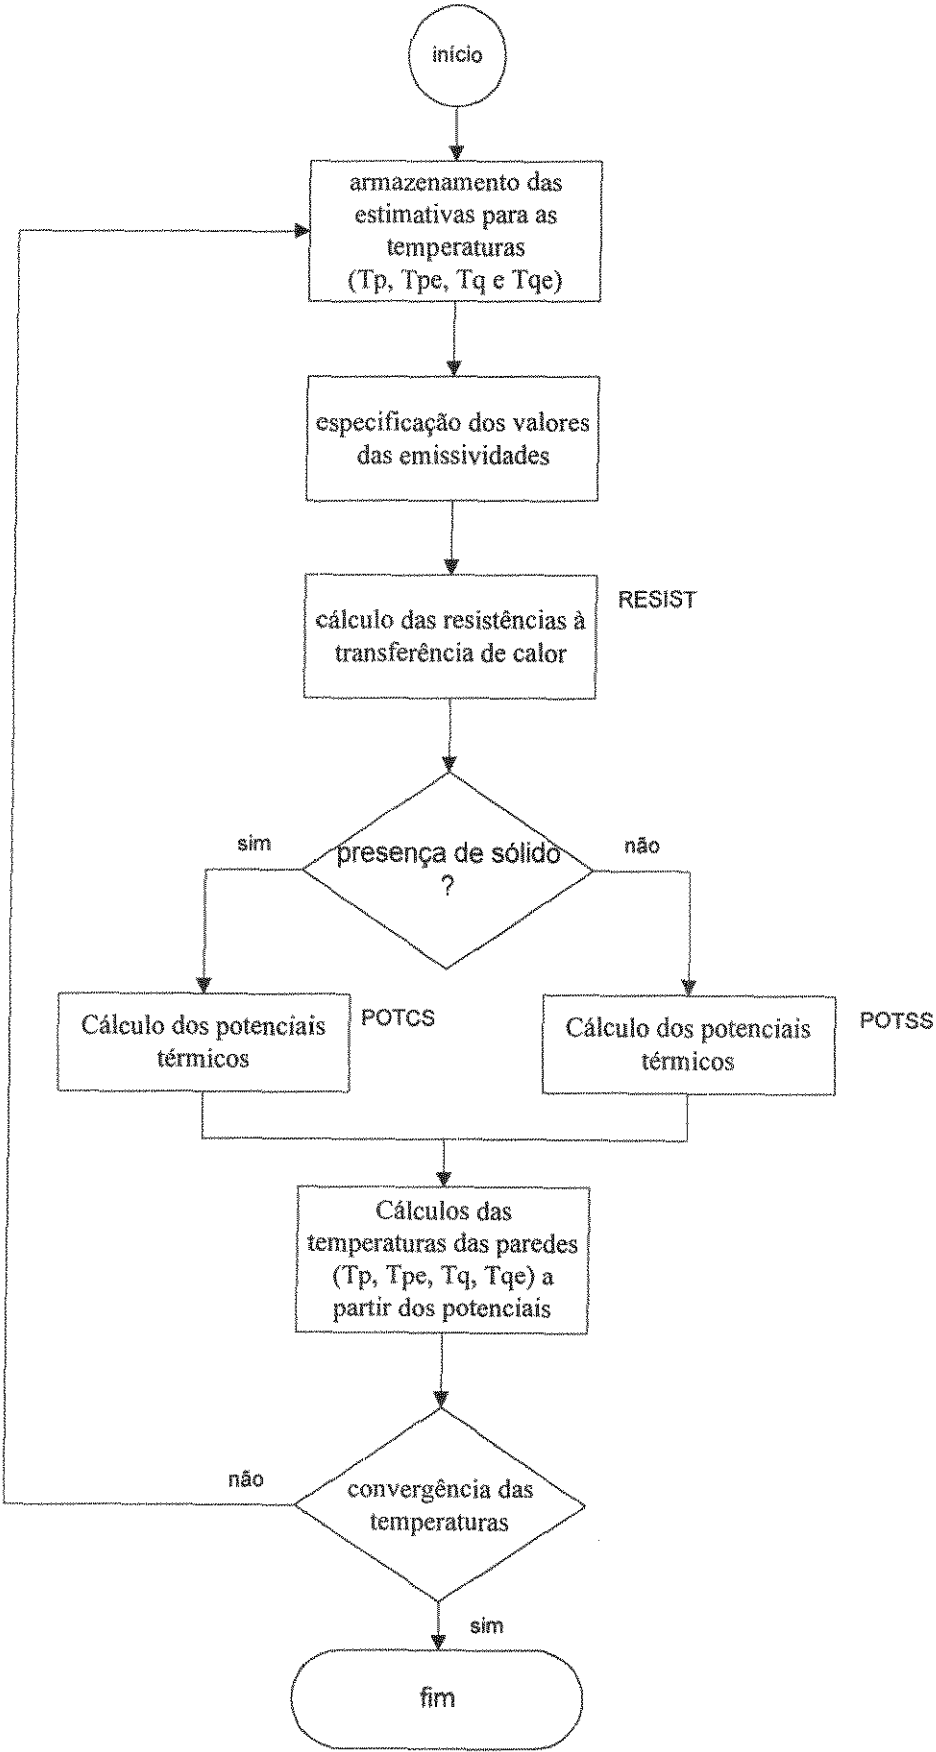 início
armazenamento das
estimativas para as
temperaturas
(Tp, Tpe, Tq e Tqe)
especificação dos valores
das emissividades
cálculo das resistências à
transferência de calor
RESIST
sim
presença de sólido
?
não
Cálculo dos potenciais
térmicos
POTCS
Cálculo dos potenciais
térmicos
POTSS
Cálculos das
temperaturas das paredes
(Tp, Tpe, Tq, Tqe) a
partir dos potenciais
não
convergência das
temperaturas
sim
fim